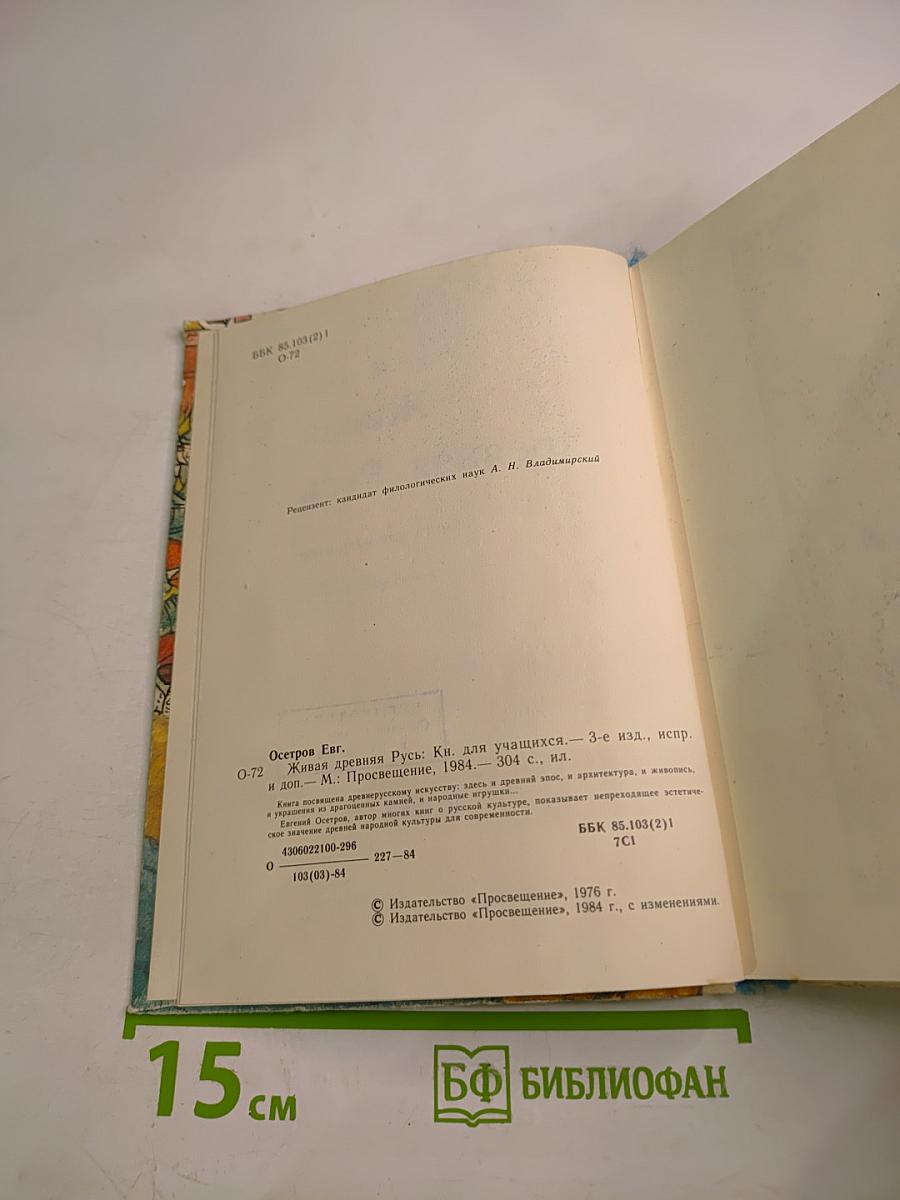 ББК 85.103(2)1
О-72
Рецензент: кандидат филологических наук А. Н. Владимирский
Осетров Евг.
О-72 Живая древняя Русь: Кн. для учащихся.— 3-е изд., испр.
и доп.— М.: Просвещение, 1984.— 304 с., ил.
Книга посвящена древнерусскому искусству: здесь и древний эпос, и архитектура, и живопись,
и украшения из драгоценных камней, и народные игрушки...
Евгений Осетров, автор многих книг о русской культуре, показывает непреходящее эстетиче-
ское значение древней народной культуры для современности.
О 4306022100-296 227—84
103(03)-84
ББК 85.103(2)1
7С1
© Издательство «Просвещение», 1976 г.
© Издательство «Просвещение», 1984 г., с изменениями.
15 см
БФ БИБЛИОФАН